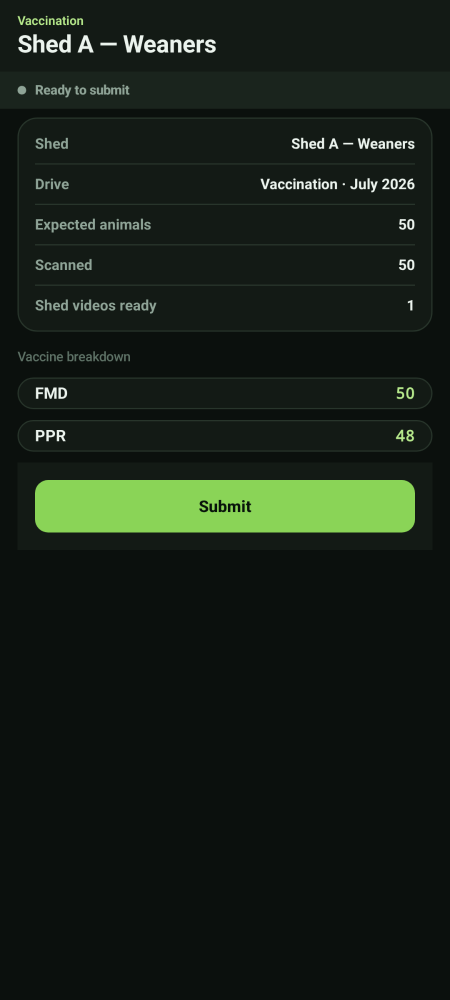 Vaccination
Shed A — Weaners
Ready to submit
Shed Shed A — Weaners
Drive Vaccination · July 2026
Expected animals 50
Scanned 50
Shed videos ready 1
Vaccine breakdown
FMD 50
PPR 48
Submit